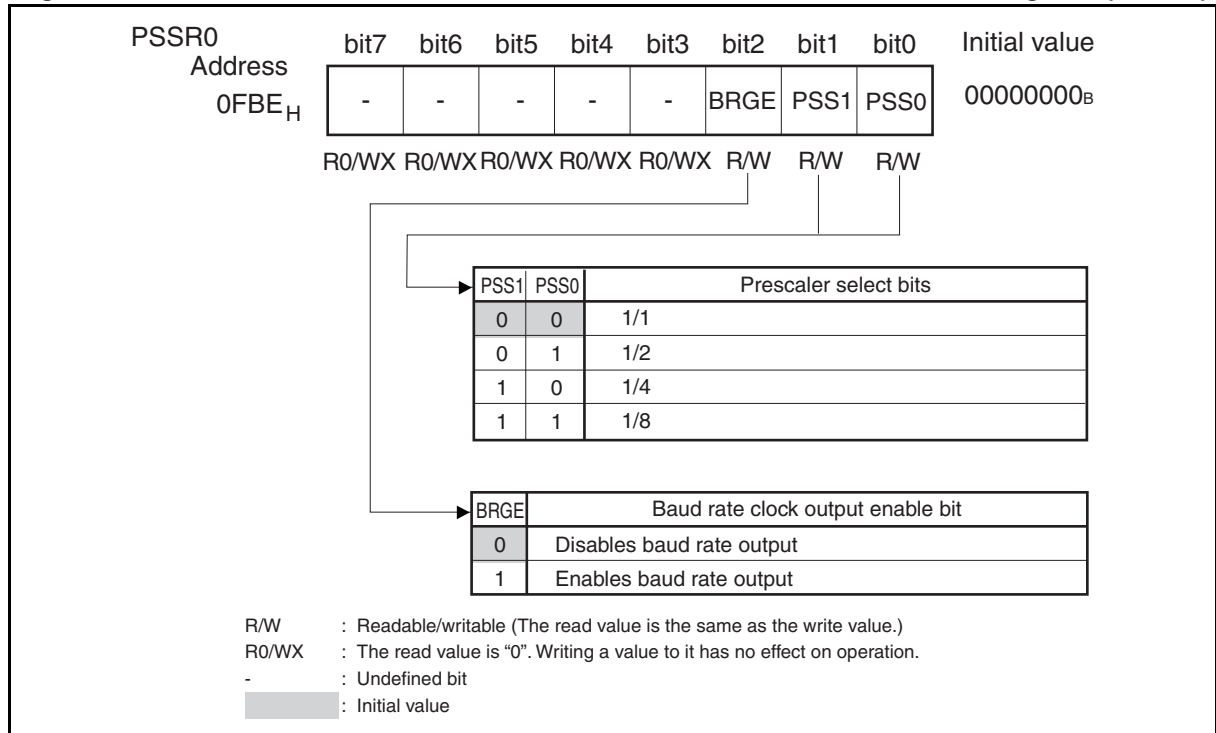 PSSR0 bit7 bit6 bit5 bit4 bit3 bit2 bit1 bit0 Initial value
Address
0FBEH - - - - - BRGE PSS1 PSS0 00000000B
R0/WX R0/WX R0/WX R0/WX R0/WX R/W R/W R/W
PSS1 PSS0 Prescaler select bits
0 0 1/1
0 1 1/2
1 0 1/4
1 1 1/8
BRGE Baud rate clock output enable bit
0 Disables baud rate output
1 Enables baud rate output
R/W : Readable/writable (The read value is the same as the write value.)
R0/WX : The read value is “0”. Writing a value to it has no effect on operation.
- : Undefined bit
: Initial value